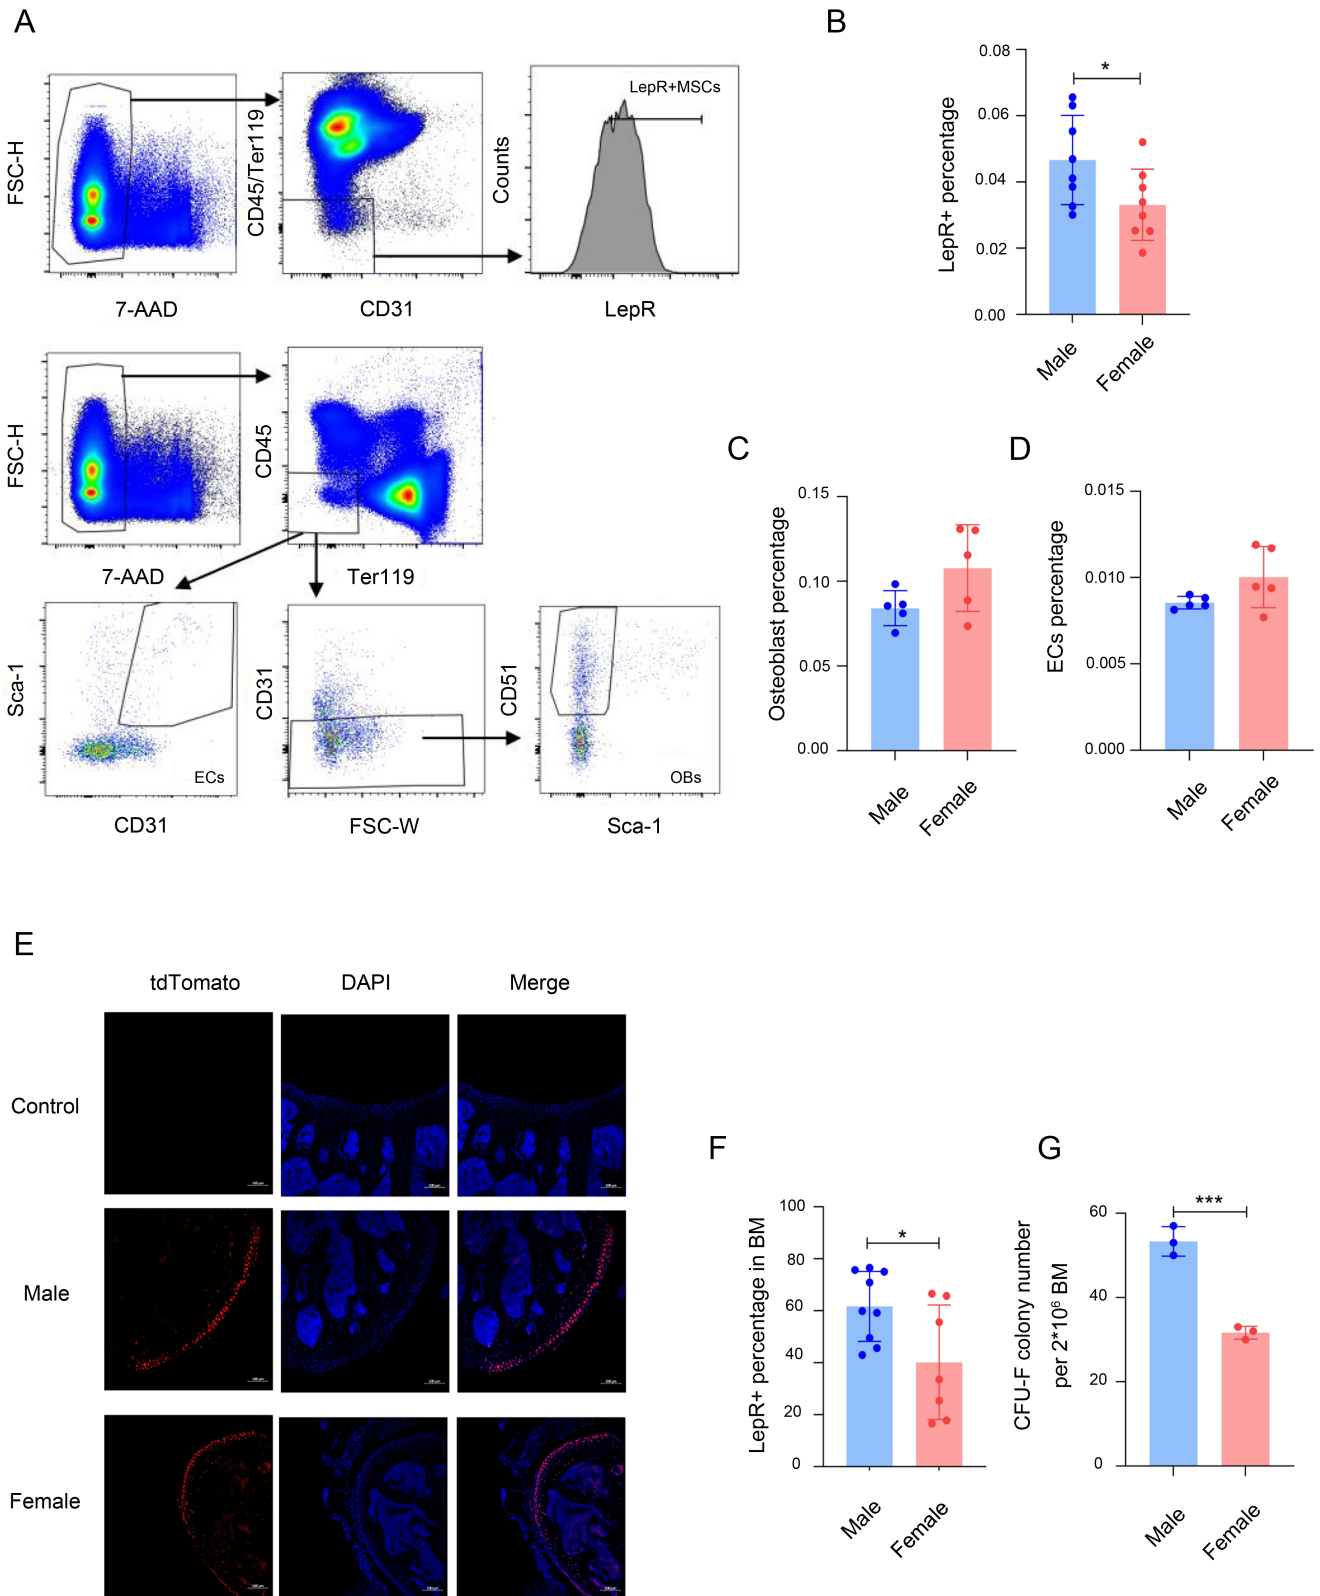 A
FSC-H
7-AAD
CD45/Ter119
CD31
Counts
LepR+MSCs
LepR
FSC-H
7-AAD
CD45
Ter119
Sca-1
ECs
CD31
CD31
FSC-W
CD51
OBs
Sca-1
B
LepR+ percentage
0.08
0.06
0.04
0.02
0.00
*
Male
Female
C
Osteoblast percentage
0.15
0.10
0.05
0.00
Male
Female
D
ECs percentage
0.015
0.010
0.005
0.000
Male
Female
E
tdTomato DAPI Merge
Control
Male
Female
F
LepR+ percentage in BM
100
80
60
40
20
0
*
Male
Female
G
CFU-F colony number
per 2*10⁶ BM
60
40
20
0
***
Male
Female